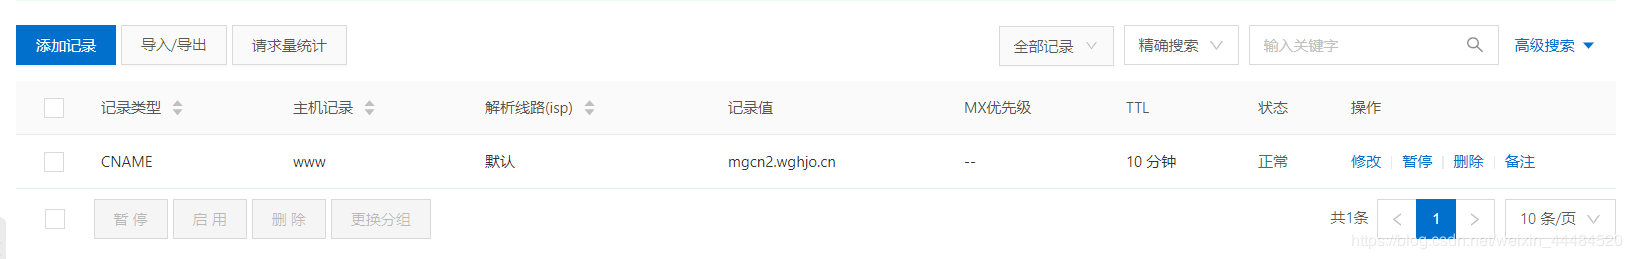 添加记录 导入/导出 请求量统计 全部记录 精确搜索 输入关键字 高级搜索
记录类型 主机记录 解析线路(isp) 记录值 MX优先级 TTL 状态 操作
CNAME www 默认 mgcn2.wghjo.cn -- 10 分钟 正常 修改 暂停 删除 备注
暂 停 启 用 删 除 更换分组 共1条 1 10 条/页
https://blog.csdn.net/weixin_44484520